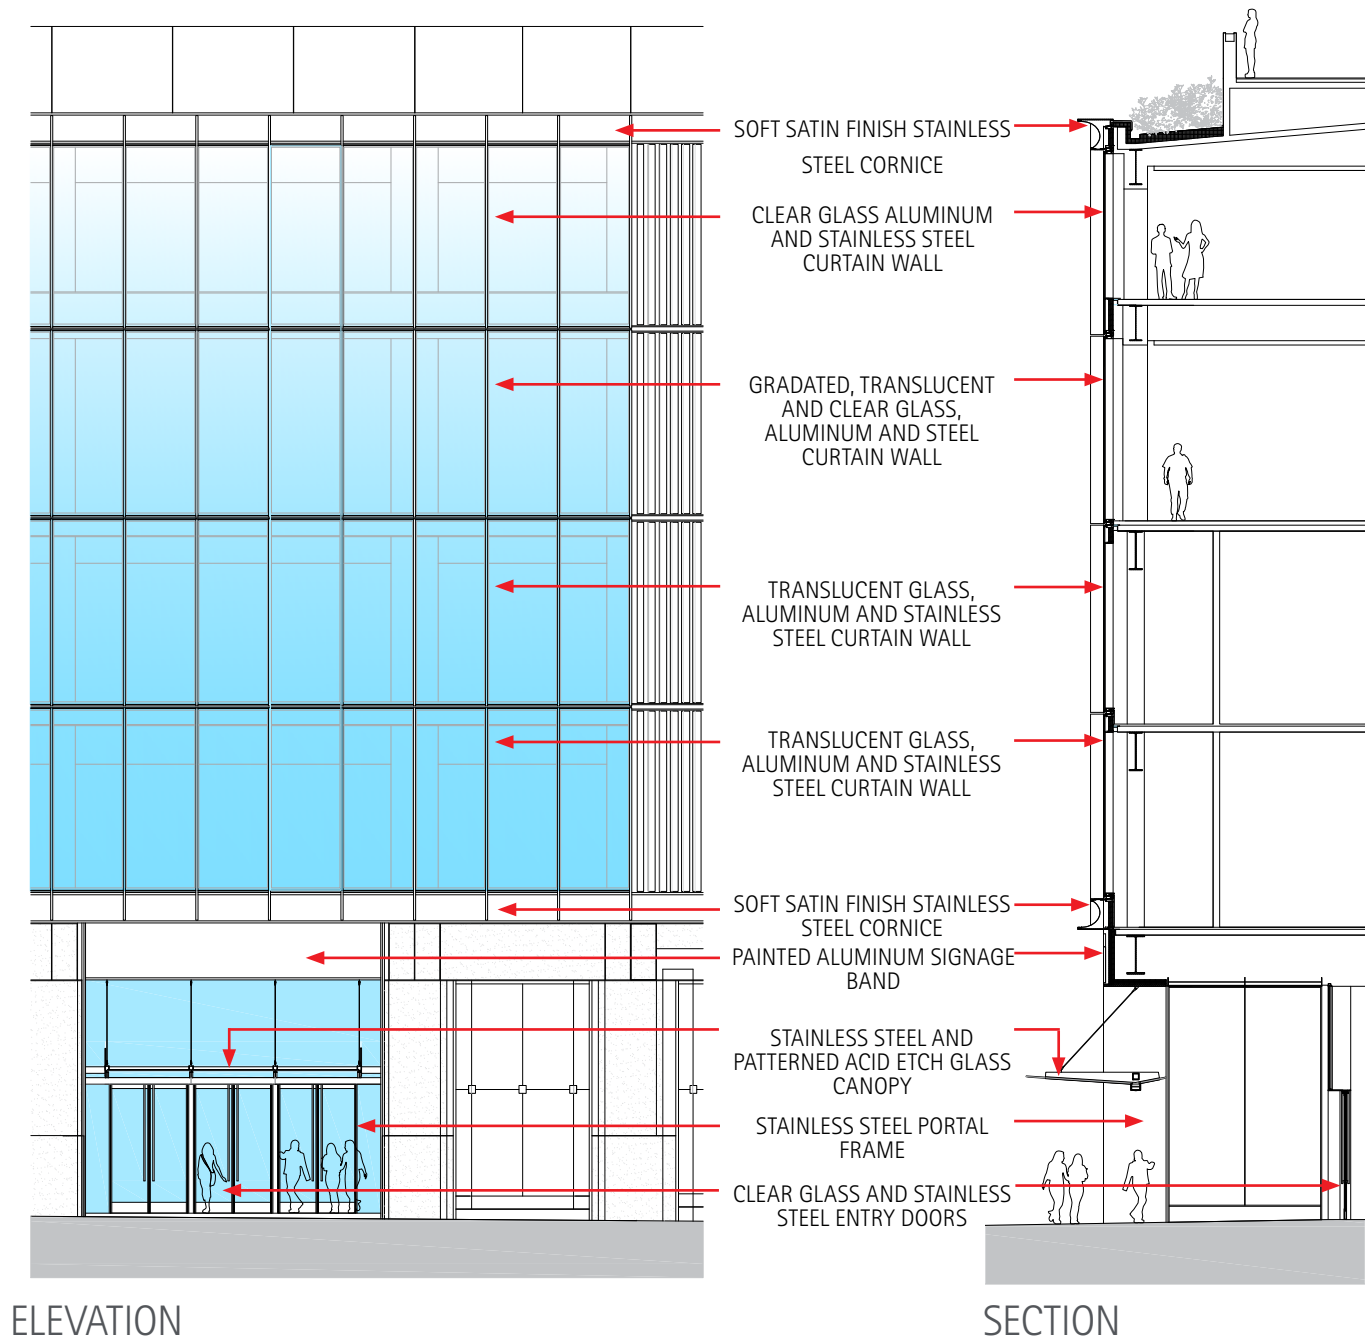 SOFT SATIN FINISH STAINLESS
STEEL CORNICE
CLEAR GLASS ALUMINUM
AND STAINLESS STEEL
CURTAIN WALL
GRADATED, TRANSLUCENT
AND CLEAR GLASS,
ALUMINUM AND STEEL
CURTAIN WALL
TRANSLUCENT GLASS,
ALUMINUM AND STAINLESS
STEEL CURTAIN WALL
TRANSLUCENT GLASS,
ALUMINUM AND STAINLESS
STEEL CURTAIN WALL
SOFT SATIN FINISH STAINLESS
STEEL CORNICE
PAINTED ALUMINUM SIGNAGE
BAND
STAINLESS STEEL AND
PATTERNED ACID ETCH GLASS
CANOPY
STAINLESS STEEL PORTAL
FRAME
CLEAR GLASS AND STAINLESS
STEEL ENTRY DOORS
ELEVATION
SECTION